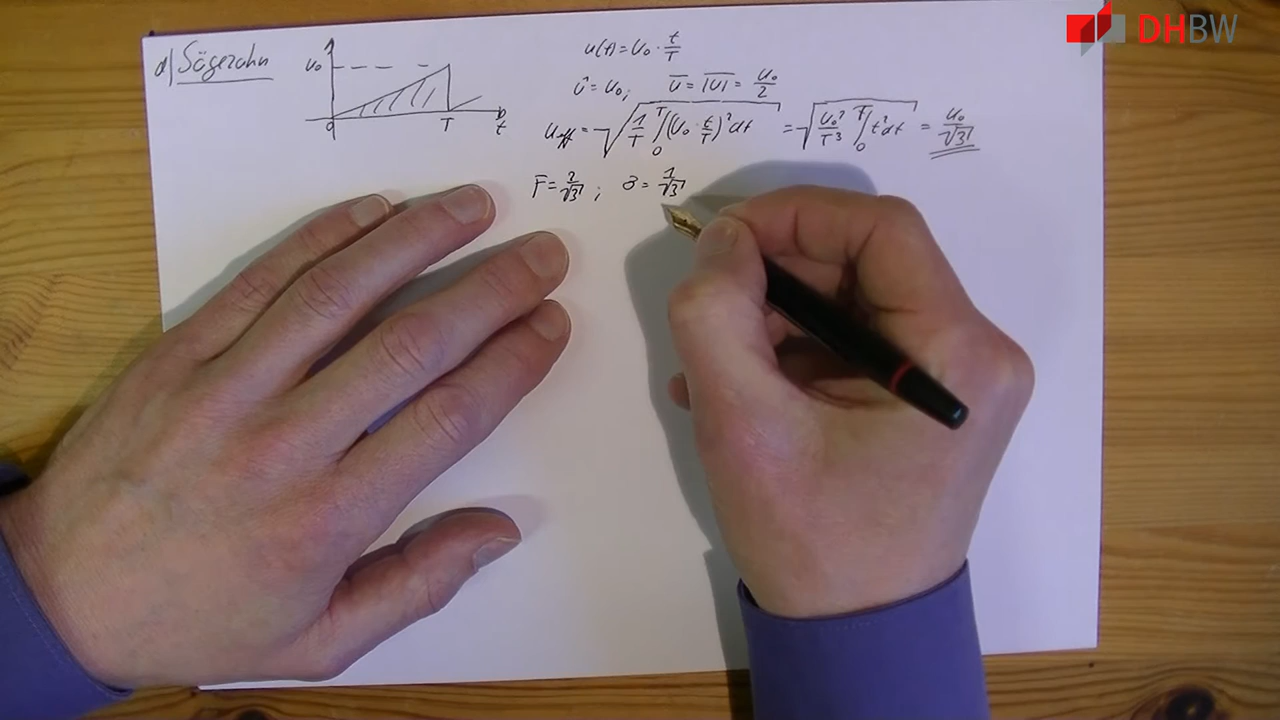 DHBW
d) Sägezahn
u₀
0 T t
u(t) = U₀ · t/T
û = U₀; ū = |u|‾ = U₀/2
U_eff = √(1/T ∫₀ᵀ (U₀ · t/T)² dt) = √(U₀²/T³ ∫₀ᵀ t² dt) = U₀/√3
F = 2/√3 ; σ = 1/√3